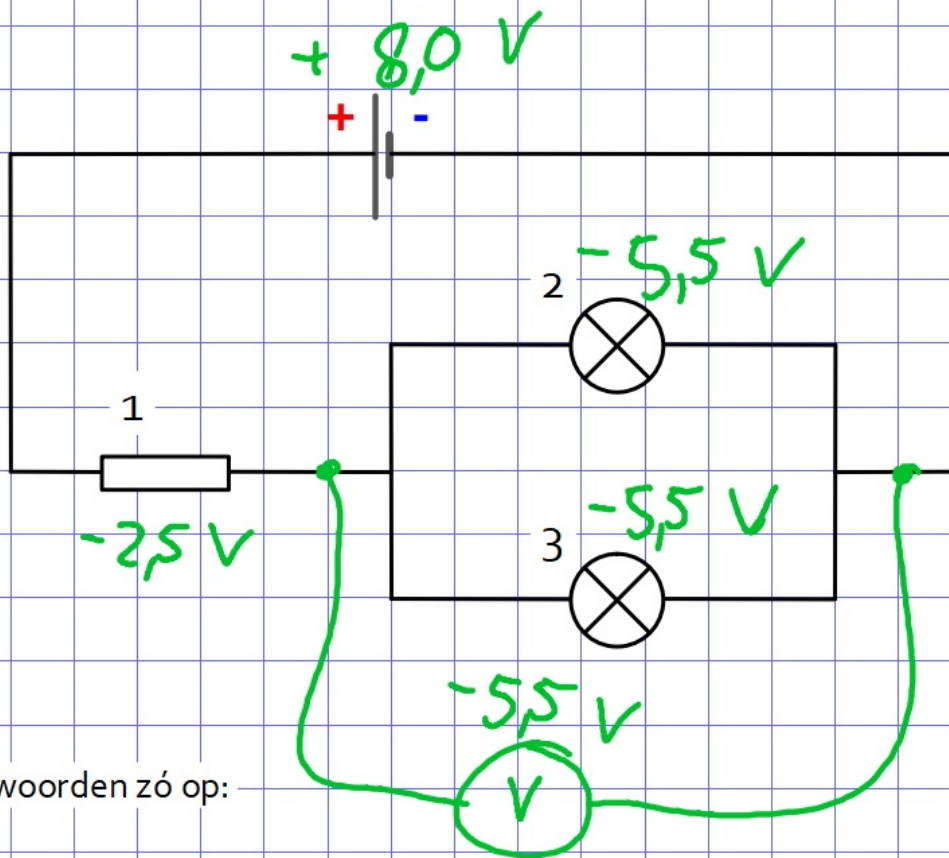 + 8,0 V
+ -
2 -5,5 V
1
-2,5 V
3 -5,5 V
-5,5 V
V
woorden zó op: